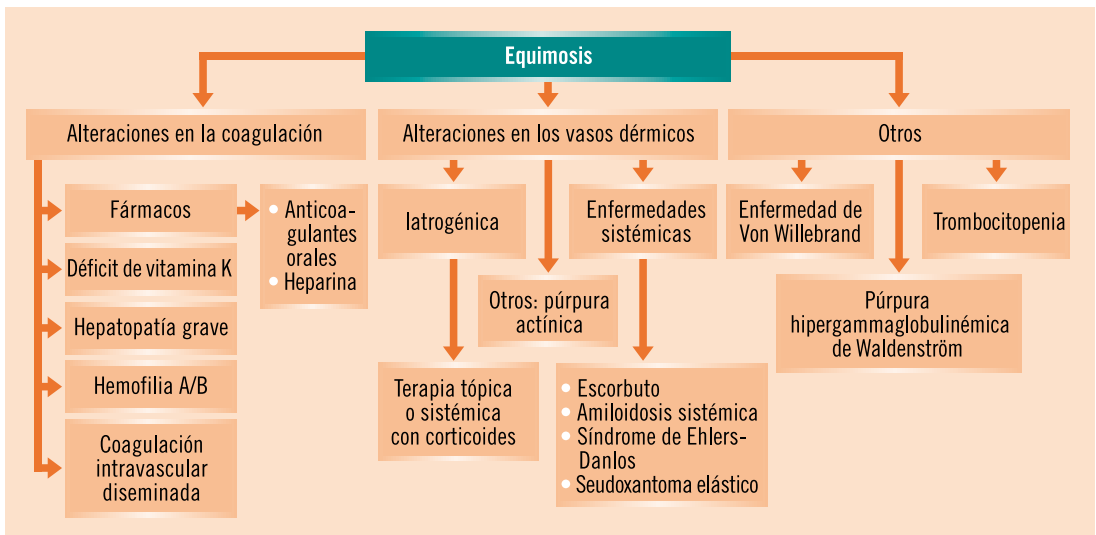 Equimosis
Alteraciones en la coagulación
Fármacos
• Anticoa-
gulantes
orales
• Heparina
Déficit de vitamina K
Hepatopatía grave
Hemofilia A/B
Coagulación
intravascular
diseminada
Alteraciones en los vasos dérmicos
Iatrogénica
Terapia tópica
o sistémica
con corticoides
Otros: púrpura
actínica
Enfermedades
sistémicas
• Escorbuto
• Amiloidosis sistémica
• Síndrome de Ehlers-
Danlos
• Seudoxantoma elástico
Otros
Enfermedad de
Von Willebrand
Púrpura
hipergammaglobulinémica
de Waldenström
Trombocitopenia